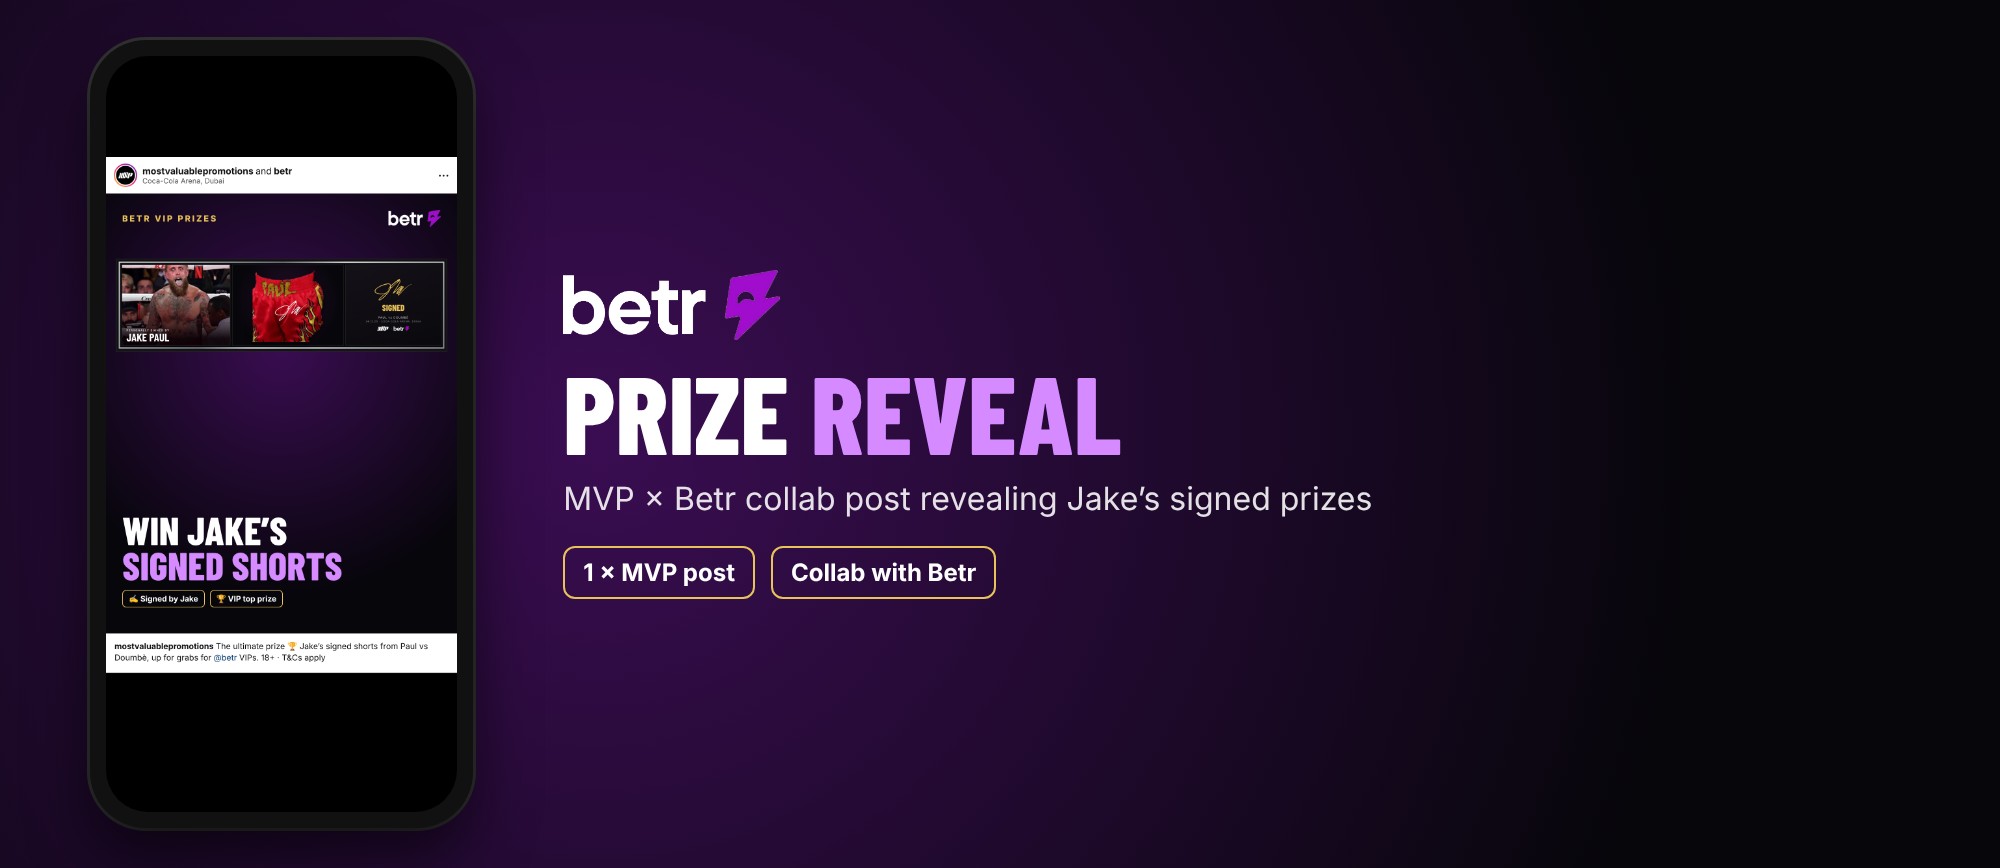 mostvaluablepromotions and betr
Coca-Cola Arena, Dubai
BETR VIP PRIZES
betr
JAKE PAUL
PAUL
SIGNED
betr
WIN JAKE'S
SIGNED SHORTS
✍️ Signed by Jake
🏆 VIP top prize
mostvaluablepromotions The ultimate prize 🏆 Jake's signed shorts from Paul vs
Doumbè, up for grabs for @betr VIPs. 18+ · T&Cs apply
betr
PRIZE REVEAL
MVP × Betr collab post revealing Jake’s signed prizes
1 × MVP post
Collab with Betr